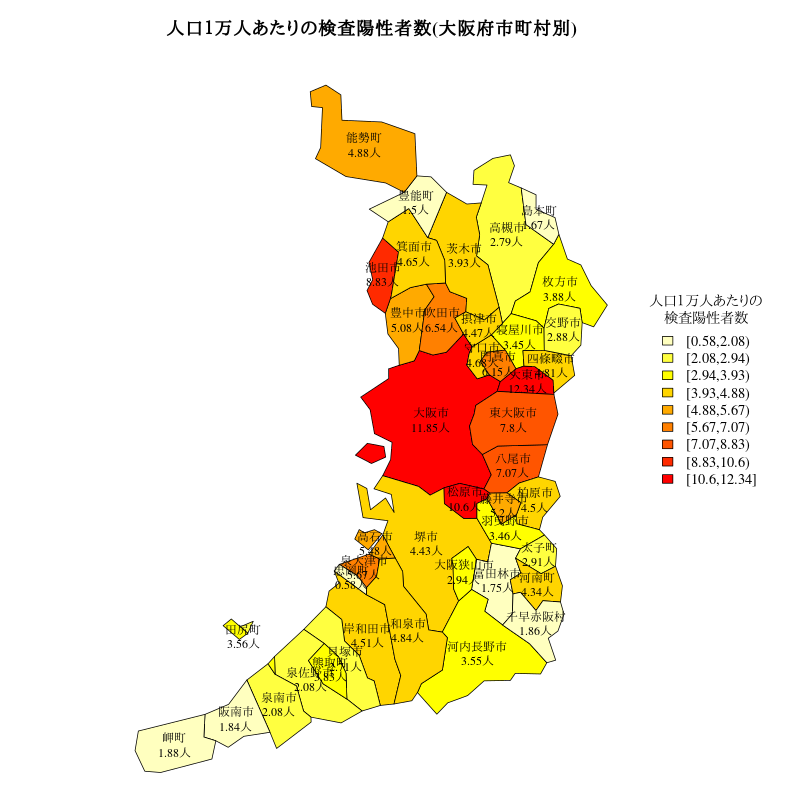 人口1万人あたりの検査陽性者数(大阪府市町村別)
能勢町
4.88人
豊能町
1.5人
島本町
1.67人
高槻市
2.79人
箕面市
4.65人
茨木市
3.93人
池田市
8.83人
枚方市
3.88人
豊中市
5.08人
吹田市
6.54人
摂津市
4.47人
寝屋川市
3.45人
交野市
2.88人
守口市
4.68人
門真市
6.15人
四條畷市
4.81人
大東市
12.34人
大阪市
11.85人
東大阪市
7.8人
八尾市
7.07人
松原市
10.6人
藤井寺市
柏原市
4.5人
羽曳野市
3.46人
高石市
5.48人
堺市
4.43人
太子町
2.91人
泉大津市
5.67人
忠岡町
0.58人
大阪狭山市
2.94人
富田林市
1.75人
河南町
4.34人
千早赤阪村
1.86人
田尻町
3.56人
岸和田市
4.51人
和泉市
4.84人
河内長野市
3.55人
貝塚市
2.71人
熊取町
泉佐野市
2.08人
泉南市
2.08人
阪南市
1.84人
岬町
1.88人
人口1万人あたりの
検査陽性者数
[0.58,2.08)
[2.08,2.94)
[2.94,3.93)
[3.93,4.88)
[4.88,5.67)
[5.67,7.07)
[7.07,8.83)
[8.83,10.6)
[10.6,12.34]